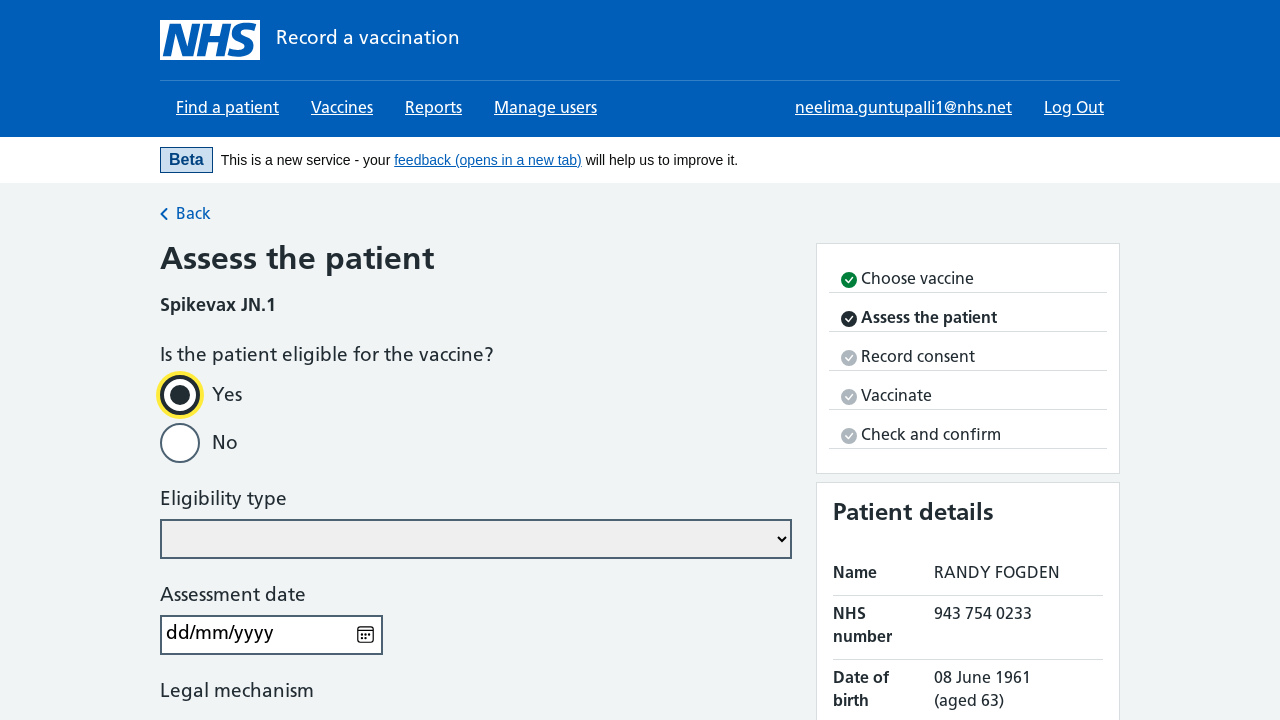 NHS Record a vaccination
Find a patient Vaccines Reports Manage users neelima.guntupalli1@nhs.net Log Out
Beta This is a new service - your feedback (opens in a new tab) will help us to improve it.
Back
Assess the patient
Spikevax JN.1
Is the patient eligible for the vaccine?
Yes
No
Eligibility type
Assessment date
dd/mm/yyyy
Legal mechanism
Choose vaccine
Assess the patient
Record consent
Vaccinate
Check and confirm
Patient details
Name RANDY FOGDEN
NHS number 943 754 0233
Date of birth 08 June 1961 (aged 63)